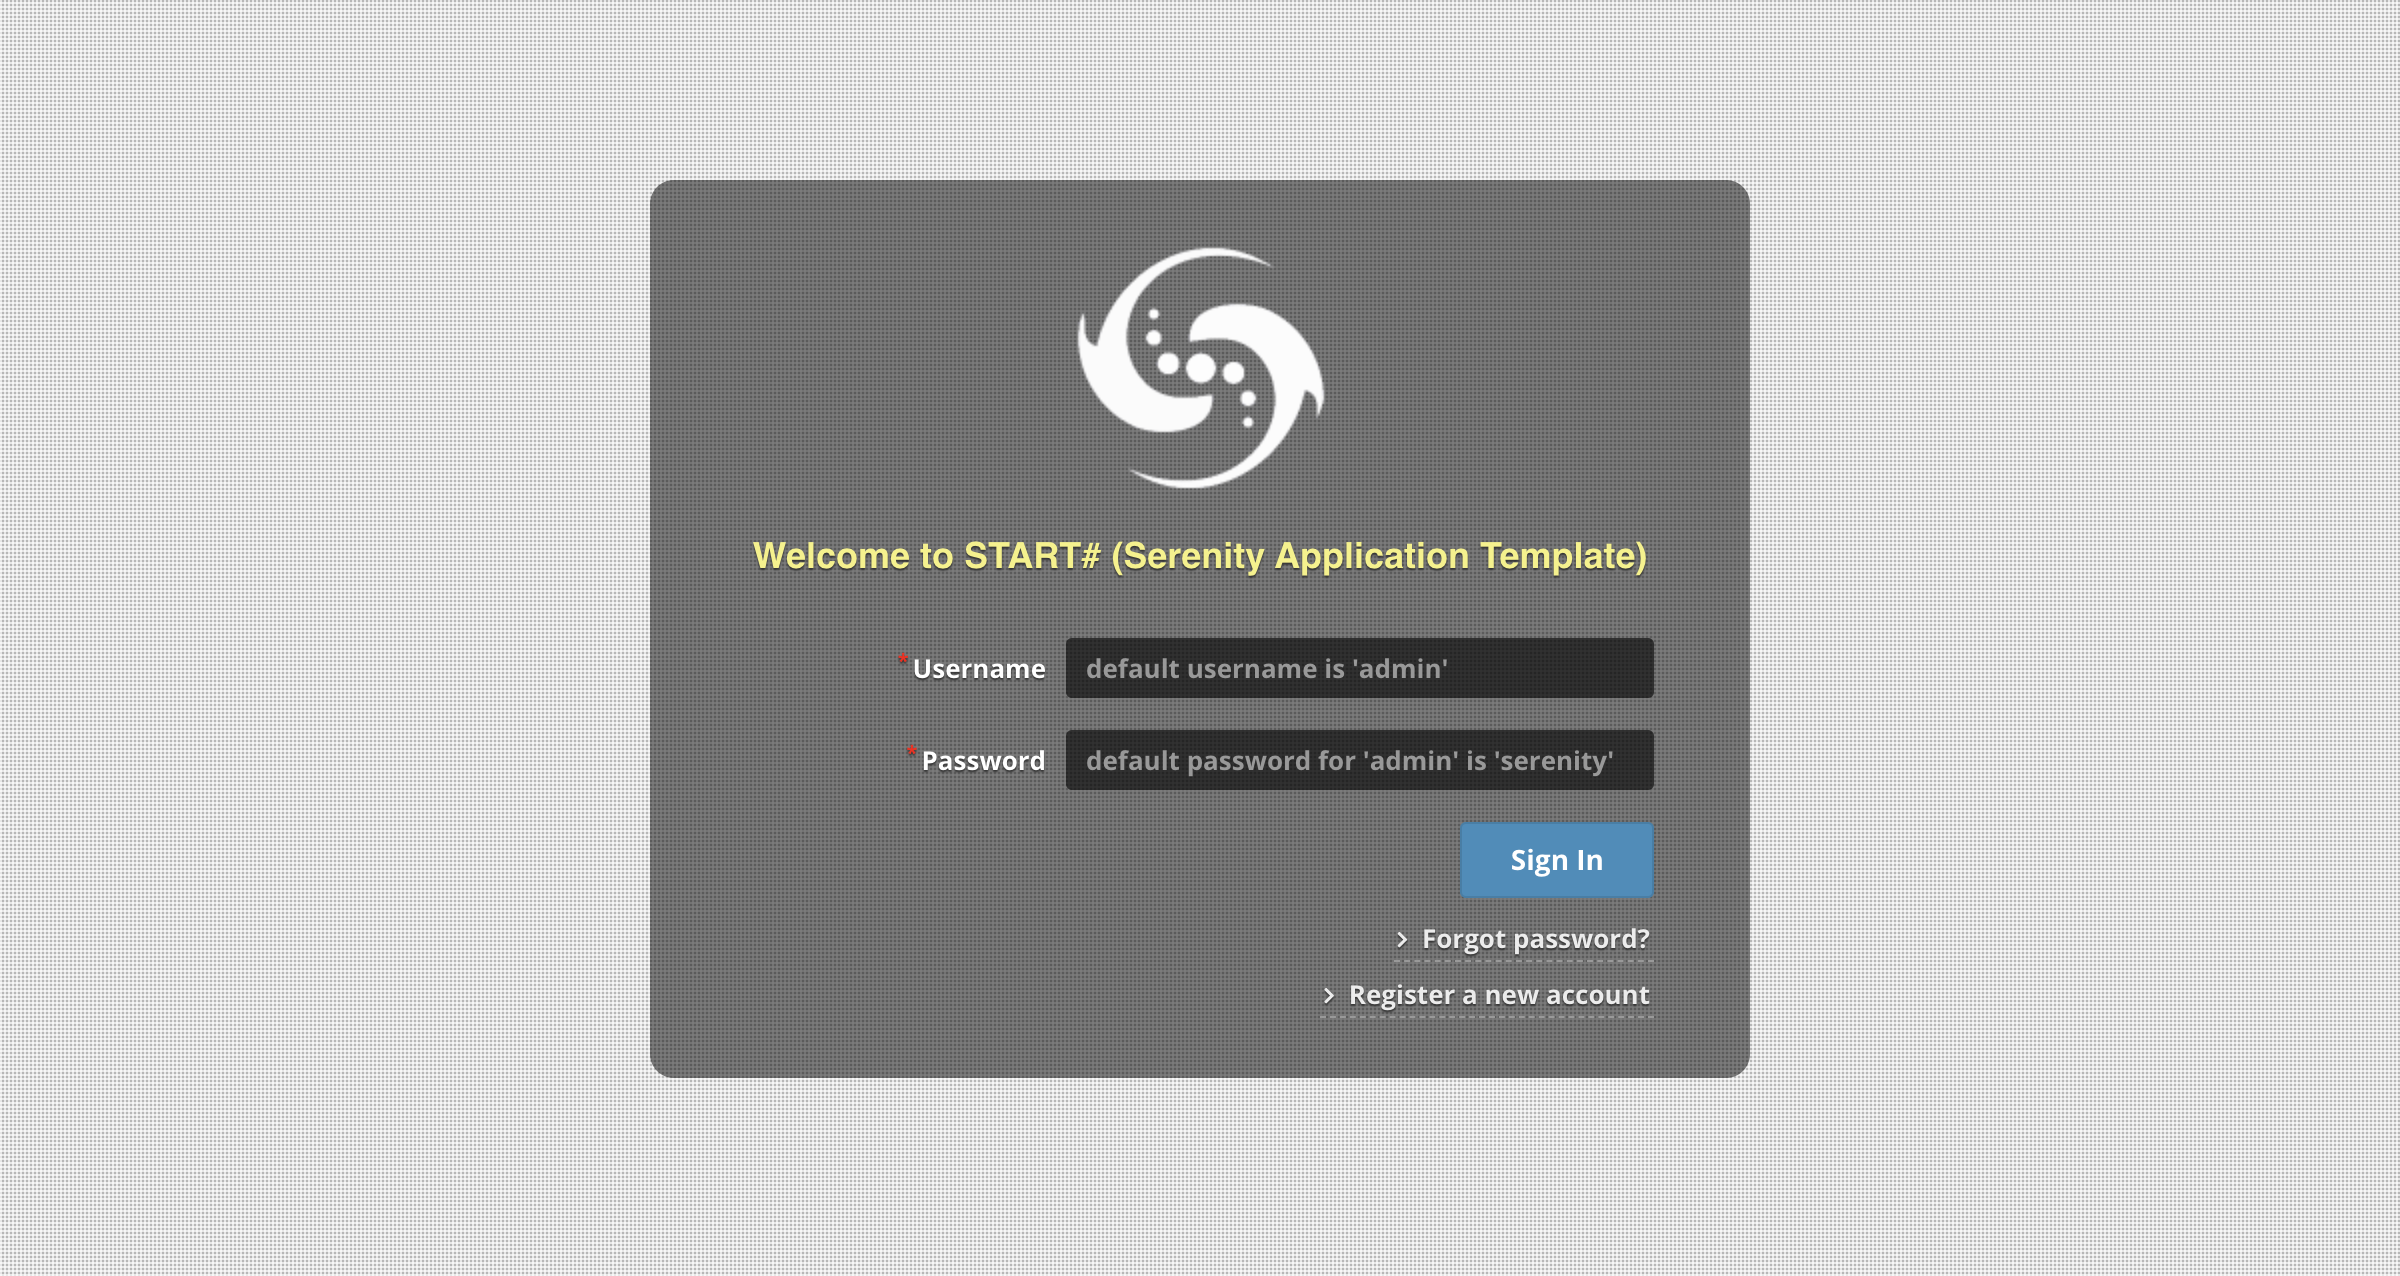 Welcome to START# (Serenity Application Template)
* Username
default username is 'admin'
* Password
default password for 'admin' is 'serenity'
Sign In
Forgot password?
Register a new account